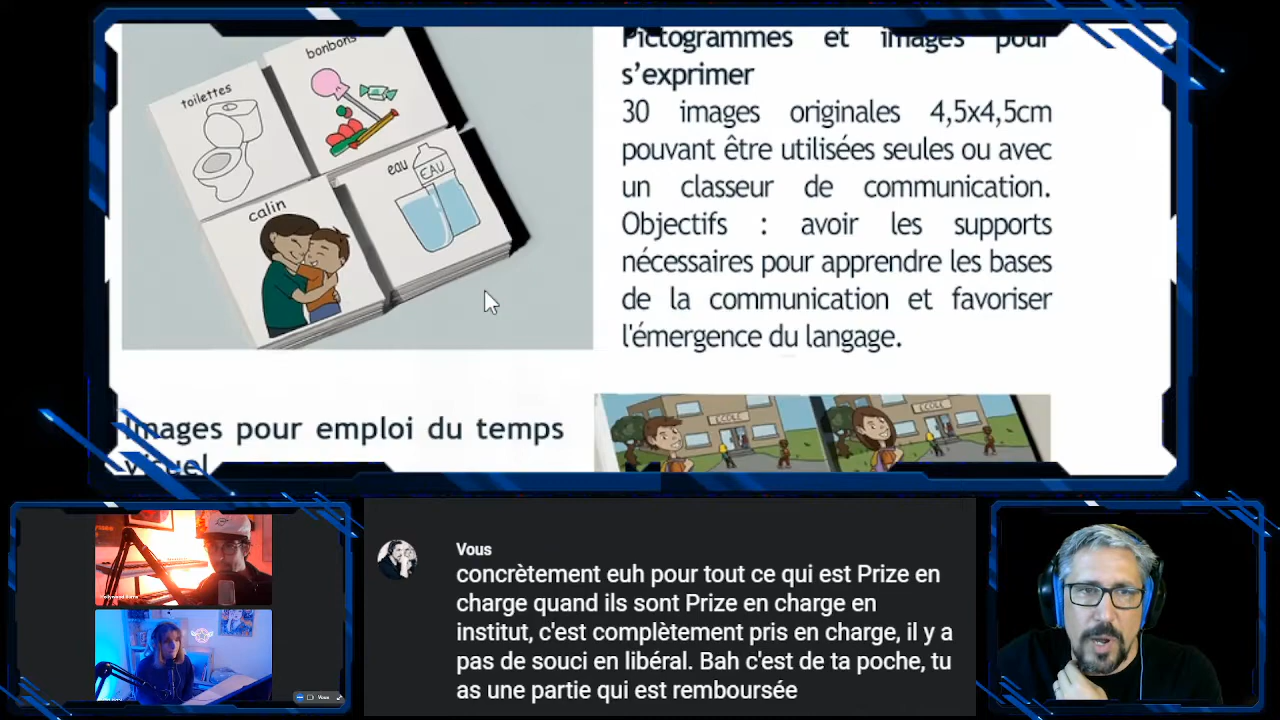 toilettes
bonbons
calin
eau
EAU
Pictogrammes et images pour
s’exprimer
30 images originales 4,5x4,5cm
pouvant être utilisées seules ou avec
un classeur de communication.
Objectifs : avoir les supports
nécessaires pour apprendre les bases
de la communication et favoriser
l'émergence du langage.
Images pour emploi du temps
visuel
ECOLE
ECOLE
Vous
concrètement euh pour tout ce qui est Prize en
charge quand ils sont Prize en charge en
institut, c'est complètement pris en charge, il y a
pas de souci en libéral. Bah c'est de ta poche, tu
as une partie qui est remboursée
Vous